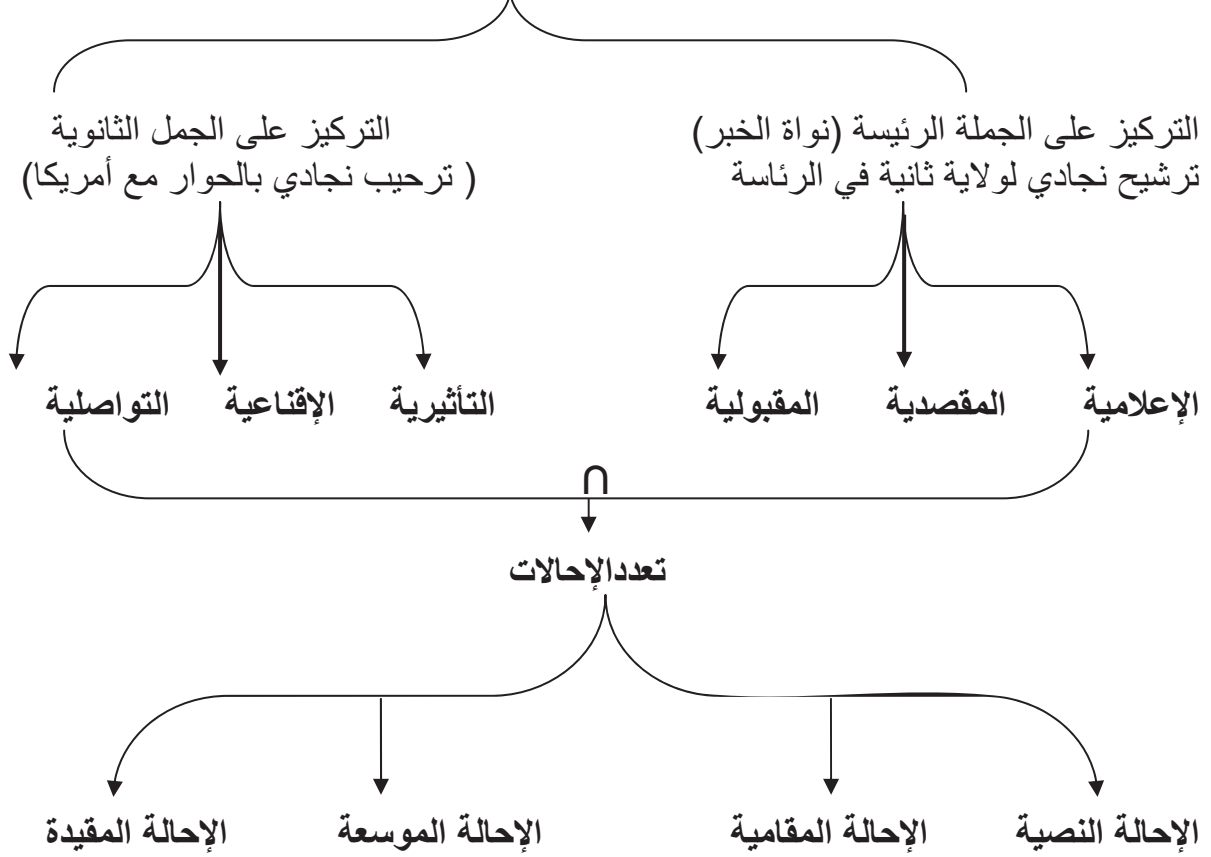 التركيز على الجملة الرئيسة (نواة الخبر)
ترشيح نجادي لولاية ثانية في الرئاسة
التركيز على الجمل الثانوية
( ترحيب نجادي بالحوار مع أمريكا)
الإعلامية المقصدية المقبولية
التأثيرية الإقناعية التواصلية
∩
تعددالإحالات
الإحالة النصية الإحالة المقامية الإحالة الموسعة الإحالة المقيدة